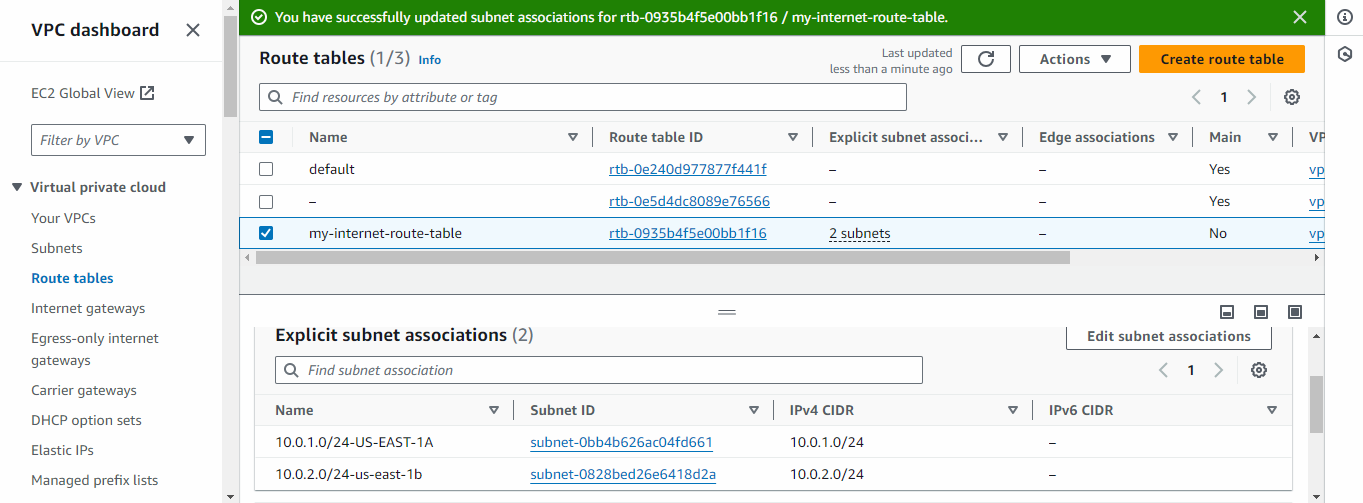 VPC dashboard
EC2 Global View
Filter by VPC
Virtual private cloud
Your VPCs
Subnets
Route tables
Internet gateways
Egress-only internet
gateways
Carrier gateways
DHCP option sets
Elastic IPs
Managed prefix lists
You have successfully updated subnet associations for rtb-0935b4f5e00bb1f16 / my-internet-route-table.
Route tables (1/3) Info
Last updated
less than a minute ago
Actions
Create route table
Find resources by attribute or tag
1
Name Route table ID Explicit subnet associ... Edge associations Main VP
default rtb-0e240d977877f441f – – Yes vp
– rtb-0e5d4dc8089e76566 – – Yes vp
my-internet-route-table rtb-0935b4f5e00bb1f16 2 subnets – No vp
Explicit subnet associations (2)
Edit subnet associations
Find subnet association
1
Name Subnet ID IPv4 CIDR IPv6 CIDR
10.0.1.0/24-US-EAST-1A subnet-0bb4b626ac04fd661 10.0.1.0/24 –
10.0.2.0/24-us-east-1b subnet-0828bed26e6418d2a 10.0.2.0/24 –